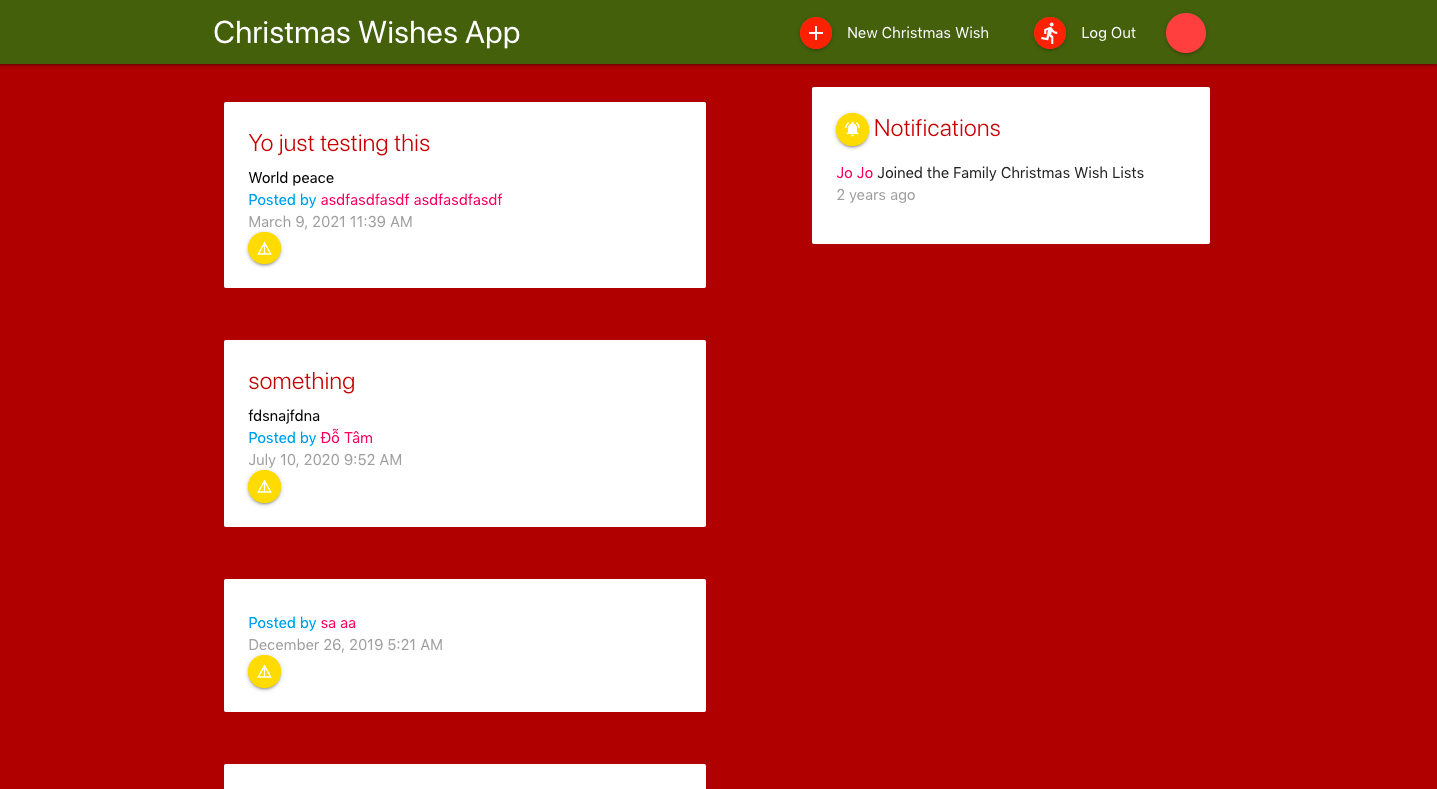 Christmas Wishes App
New Christmas Wish
Log Out
Yo just testing this
World peace
Posted by asdfasdfasdf asdfasdfasdf
March 9, 2021 11:39 AM
something
fdsnajfdna
Posted by Đỗ Tâm
July 10, 2020 9:52 AM
Posted by sa aa
December 26, 2019 5:21 AM
Notifications
Jo Jo Joined the Family Christmas Wish Lists
2 years ago